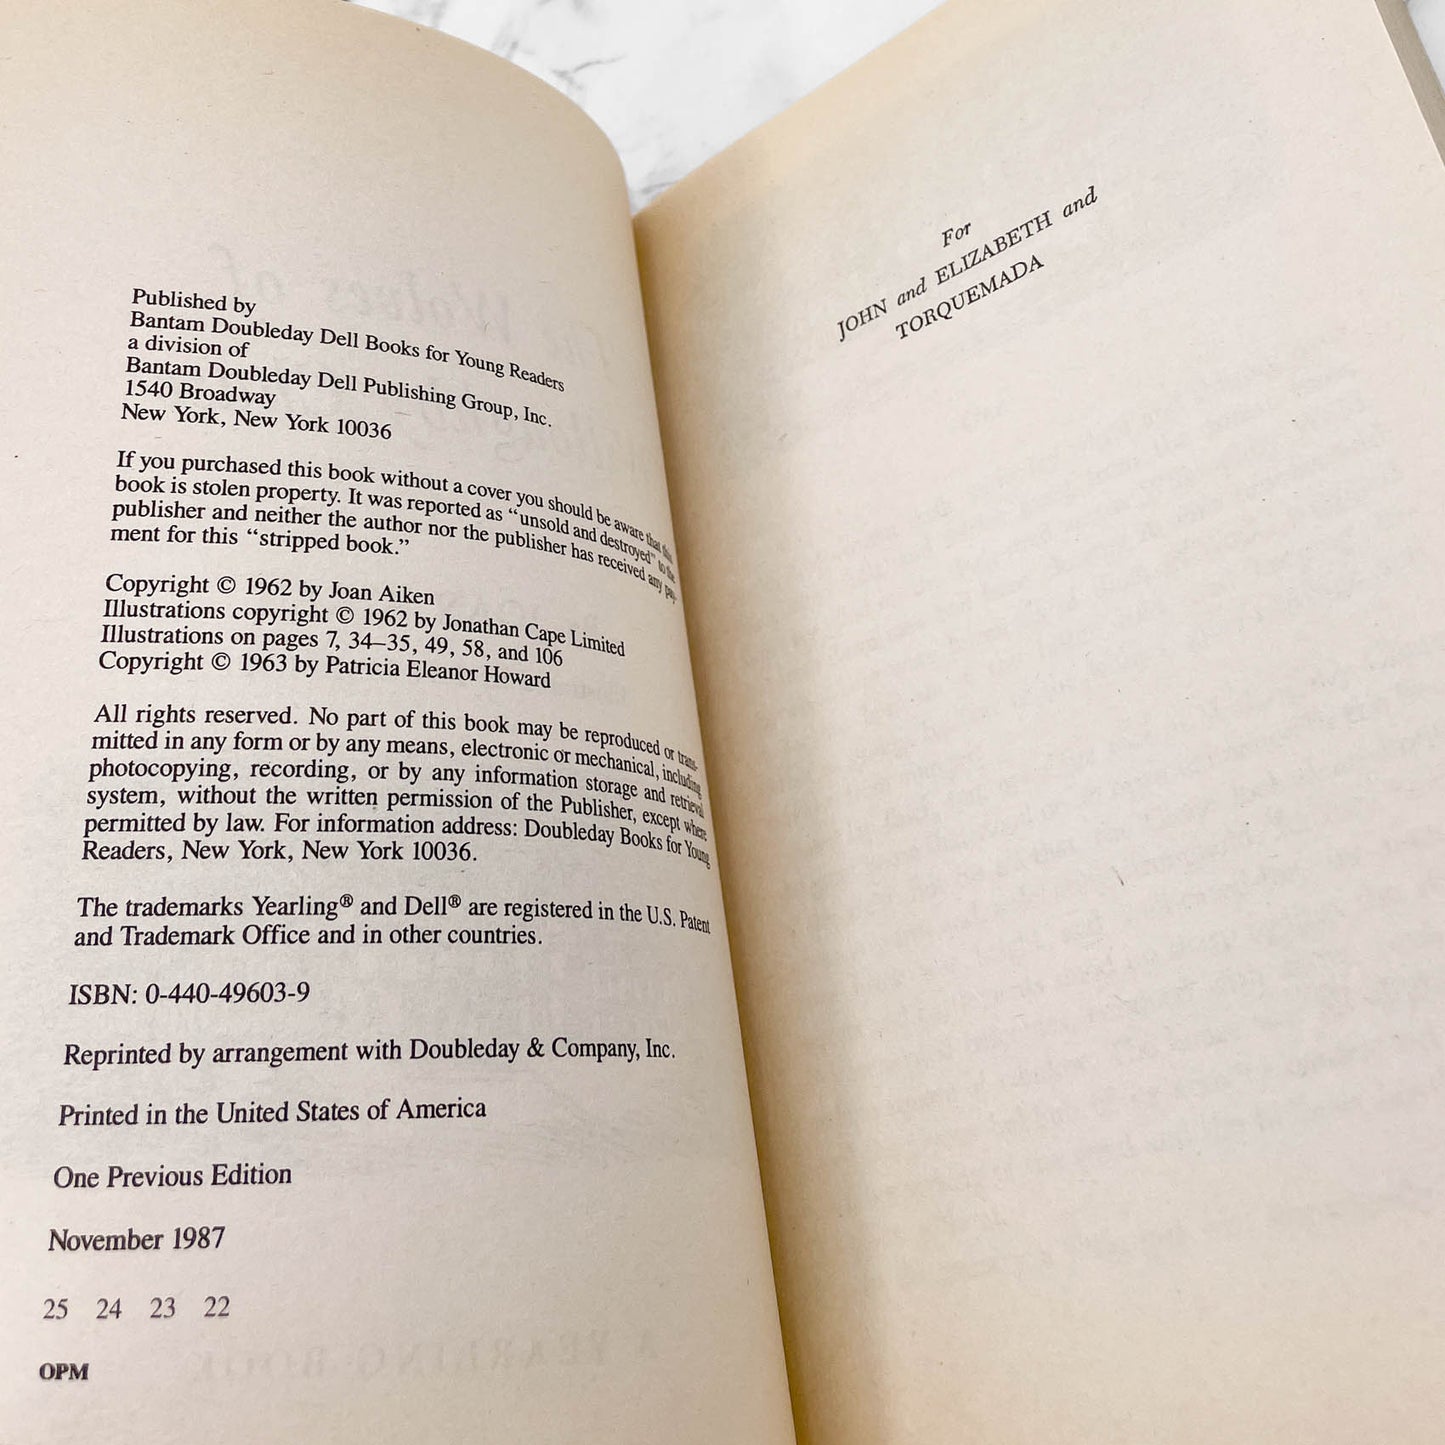 Published by
Bantam Doubleday Dell Books for Young Readers
a division of
Bantam Doubleday Dell Publishing Group, Inc.
1540 Broadway
New York, New York 10036
If you purchased this book without a cover you should be aware that this
book is stolen property. It was reported as “unsold and destroyed” to the
publisher and neither the author nor the publisher has received any pay-
ment for this “stripped book.”
Copyright © 1962 by Joan Aiken
Illustrations copyright © 1962 by Jonathan Cape Limited
Illustrations on pages 7, 34–35, 49, 58, and 106
Copyright © 1963 by Patricia Eleanor Howard
All rights reserved. No part of this book may be reproduced or trans-
mitted in any form or by any means, electronic or mechanical, including
photocopying, recording, or by any information storage and retrieval
system, without the written permission of the Publisher, except where
permitted by law. For information address: Doubleday Books for Young
Readers, New York, New York 10036.
The trademarks Yearling® and Dell® are registered in the U.S. Patent
and Trademark Office and in other countries.
ISBN: 0-440-49603-9
Reprinted by arrangement with Doubleday & Company, Inc.
Printed in the United States of America
One Previous Edition
November 1987
25 24 23 22
OPM
For
JOHN and ELIZABETH and
TORQUEMADA